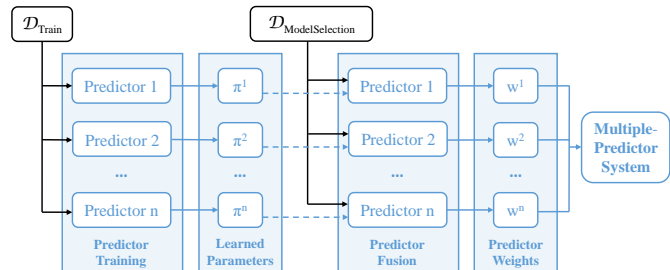 𝒟Train
𝒟ModelSelection
Predictor 1
π¹
Predictor 1
w¹
Predictor 2
π²
Predictor 2
w²
Multiple-
Predictor
System
...
...
...
...
Predictor n
πⁿ
Predictor n
wⁿ
Predictor
Training
Learned
Parameters
Predictor
Fusion
Predictor
Weights